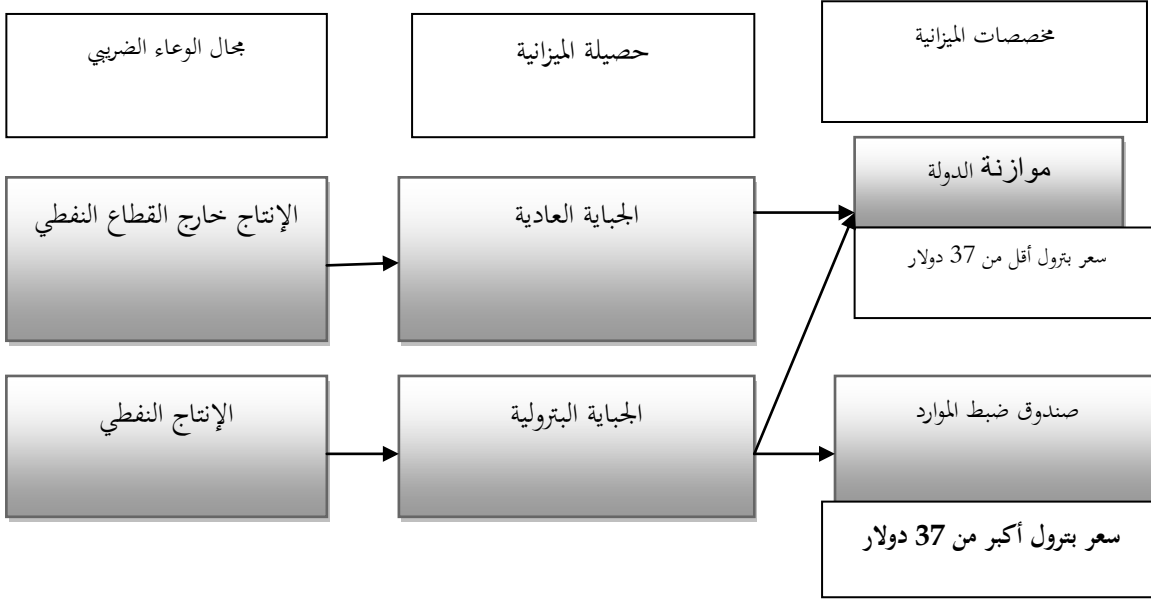 مجال الوعاء الضريبي
حصيلة الميزانية
مخصصات الميزانية
الإنتاج خارج القطاع النفطي
الجباية العادية
موازنة الدولة
سعر بترول أقل من 37 دولار
الإنتاج النفطي
الجباية البترولية
صندوق ضبط الموارد
سعر بترول أكبر من 37 دولار